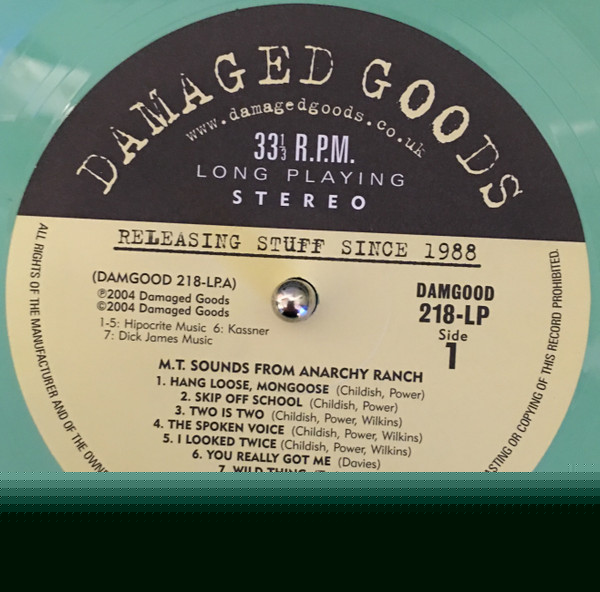 DAMAGED GOODS
www.damagedgoods.co.uk
33⅓ R.P.M.
LONG PLAYING
STEREO
RELEASING STUFF SINCE 1988
(DAMGOOD 218-LP.A)
℗2004 Damaged Goods
©2004 Damaged Goods
1-5: Hipocrite Music 6: Kassner
7: Dick James Music
DAMGOOD
218-LP
Side
1
M.T. SOUNDS FROM ANARCHY RANCH
1. HANG LOOSE, MONGOOSE (Childish, Power)
2. SKIP OFF SCHOOL (Childish, Power)
3. TWO IS TWO (Childish, Power, Wilkins)
4. THE SPOKEN VOICE (Childish, Power, Wilkins)
5. I LOOKED TWICE (Childish, Power, Wilkins)
6. YOU REALLY GOT ME (Davies)
7. WILD THING
ALL RIGHTS OF THE MANUFACTURER AND OF THE
OR COPYING OF THIS RECORD PROHIBITED.